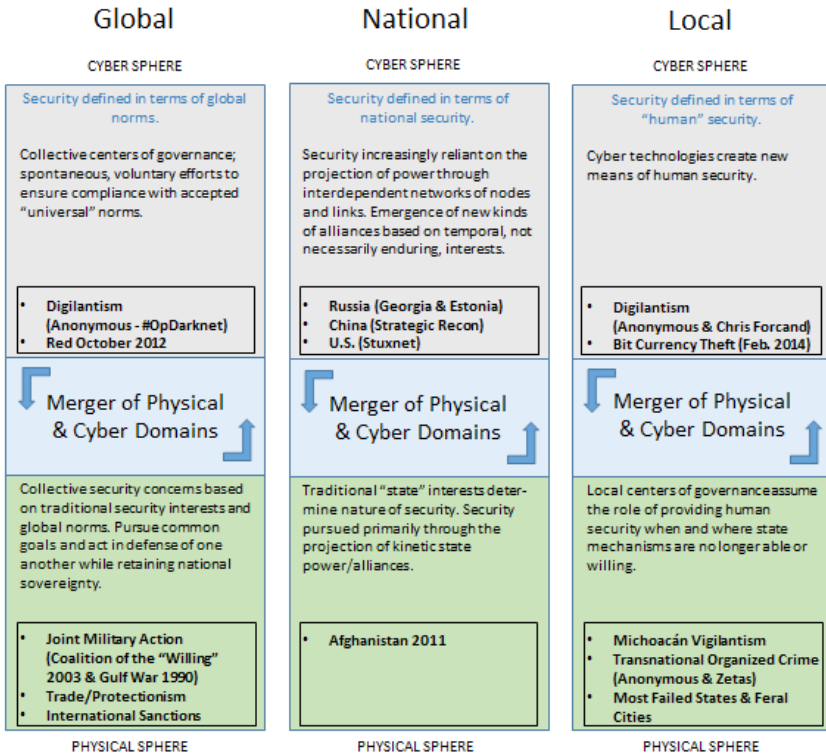 Global
CYBER SPHERE
Security defined in terms of global
norms.
Collective centers of governance;
spontaneous, voluntary efforts to
ensure compliance with accepted
“universal” norms.
• Digilantism
(Anonymous - #OpDarknet)
• Red October 2012
Merger of Physical
& Cyber Domains
Collective security concerns based
on traditional security interests and
global norms. Pursue common
goals and act in defense of one
another while retaining national
sovereignty.
• Joint Military Action
(Coalition of the “Willing”
2003 & Gulf War 1990)
• Trade/Protectionism
• International Sanctions
PHYSICAL SPHERE
National
CYBER SPHERE
Security defined in terms of
national security.
Security increasingly reliant on the
projection of power through
interdependent networks of nodes
and links. Emergence of new kinds
of alliances based on temporal, not
necessarily enduring, interests.
• Russia (Georgia & Estonia)
• China (Strategic Recon)
• U.S. (Stuxnet)
Merger of Physical
& Cyber Domains
Traditional “state” interests deter-
mine nature of security. Security
pursued primarily through the
projection of kinetic state
power/alliances.
• Afghanistan 2011
PHYSICAL SPHERE
Local
CYBER SPHERE
Security defined in terms of
“human” security.
Cyber technologies create new
means of human security.
• Digilantism
(Anonymous & Chris Forcand)
• Bit Currency Theft (Feb. 2014)
Merger of Physical
& Cyber Domains
Local centers of governance assume
the role of providing human
security when and where state
mechanisms are no longer able or
willing.
• Michoacán Vigilantism
• Transnational Organized Crime
(Anonymous & Zetas)
• Most Failed States & Feral
Cities
PHYSICAL SPHERE